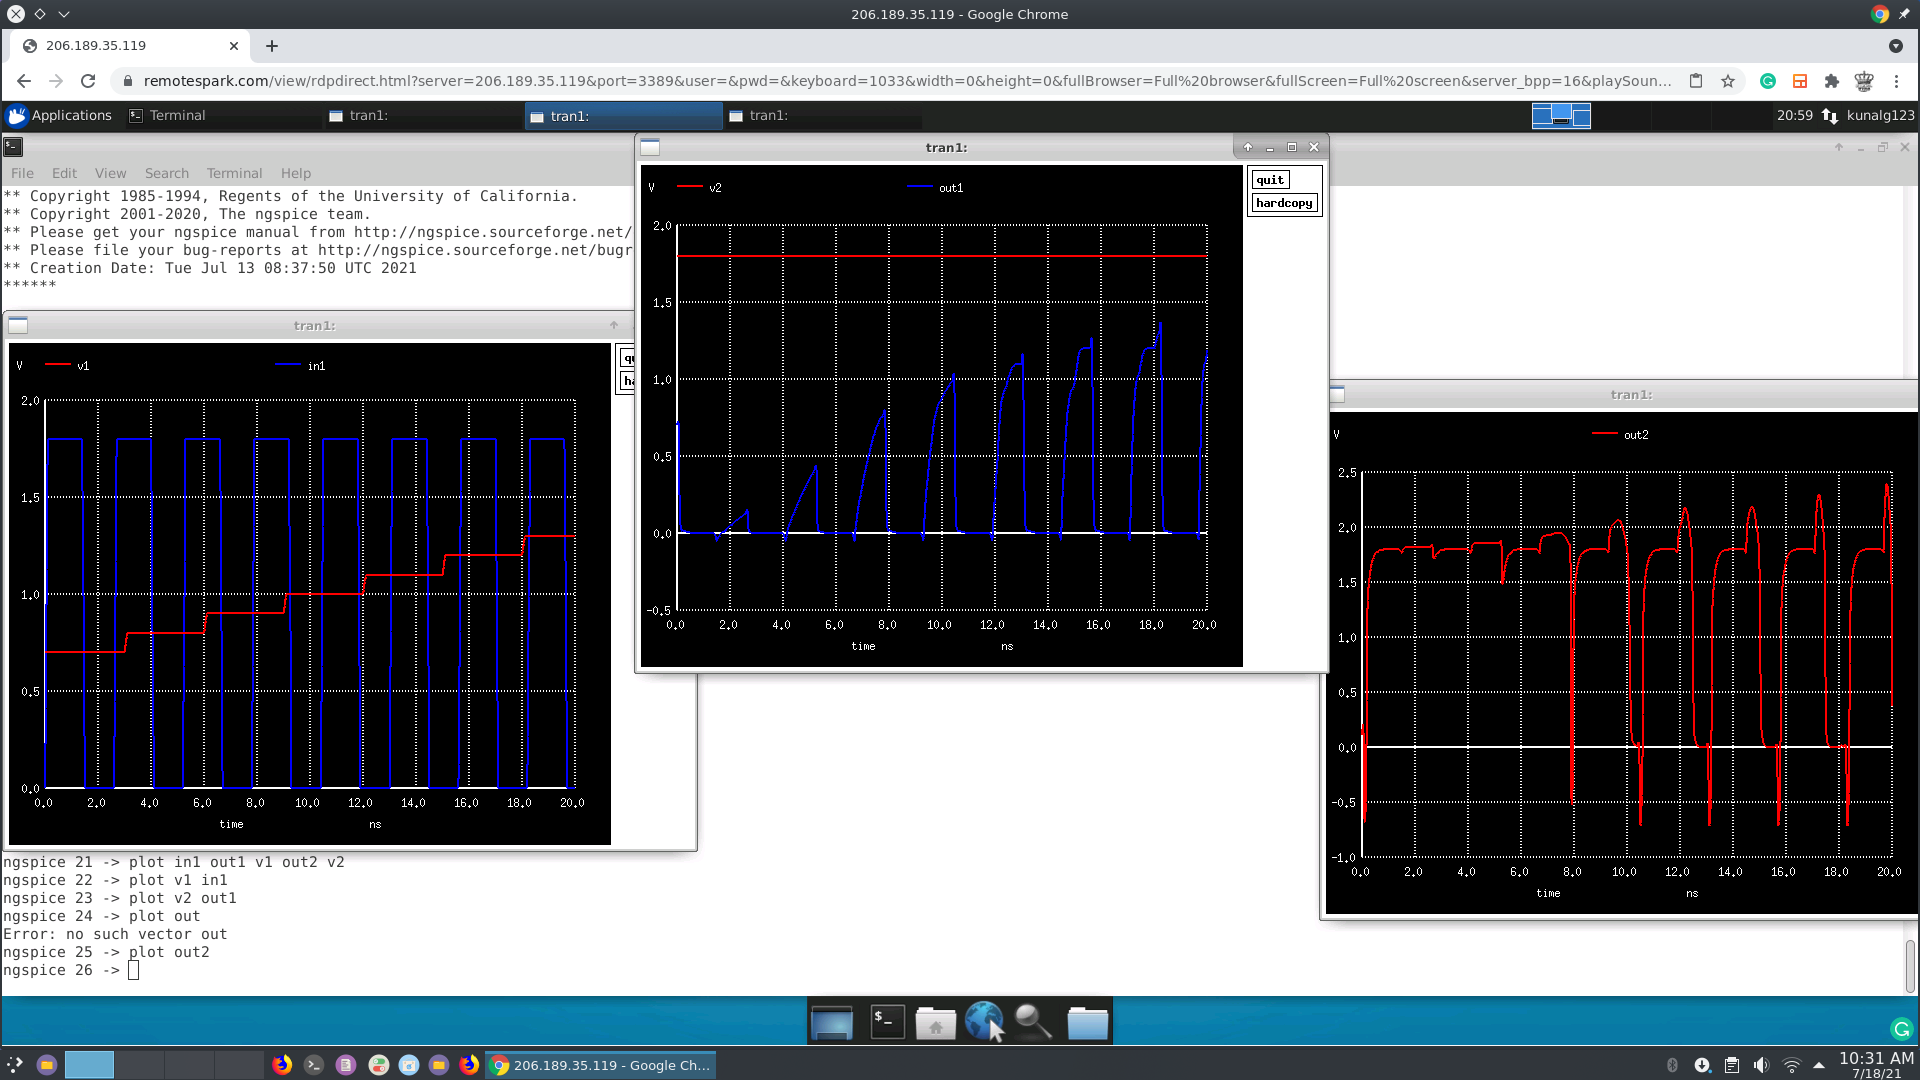 206.189.35.119 - Google Chrome
206.189.35.119
remotespark.com/view/rdpdirect.html?server=206.189.35.119&port=3389&user=&pwd=&keyboard=1033&width=0&height=0&fullBrowser=Full%20browser&fullScreen=Full%20screen&server_bpp=16&playSoun...
Applications
Terminal
tran1:
tran1:
tran1:
20:59
kunalg123
File Edit View Search Terminal Help
** Copyright 1985-1994, Regents of the University of California.
** Copyright 2001-2020, The ngspice team.
** Please get your ngspice manual from http://ngspice.sourceforge.net/
** Please file your bug-reports at http://ngspice.sourceforge.net/bugr
** Creation Date: Tue Jul 13 08:37:50 UTC 2021
******
tran1:
V v1 in1
2.0
1.5
1.0
0.5
0.0
0.0 2.0 4.0 6.0 8.0 10.0 12.0 14.0 16.0 18.0 20.0
time ns
tran1:
quit
hardcopy
V v2 out1
2.0
1.5
1.0
0.5
0.0
-0.5
0.0 2.0 4.0 6.0 8.0 10.0 12.0 14.0 16.0 18.0 20.0
time ns
tran1:
V out2
2.5
2.0
1.5
1.0
0.5
0.0
-0.5
-1.0
0.0 2.0 4.0 6.0 8.0 10.0 12.0 14.0 16.0 18.0 20.0
time ns
ngspice 21 -> plot in1 out1 v1 out2 v2
ngspice 22 -> plot v1 in1
ngspice 23 -> plot v2 out1
ngspice 24 -> plot out
Error: no such vector out
ngspice 25 -> plot out2
ngspice 26 ->
206.189.35.119 - Google Ch...
10:31 AM
7/18/21